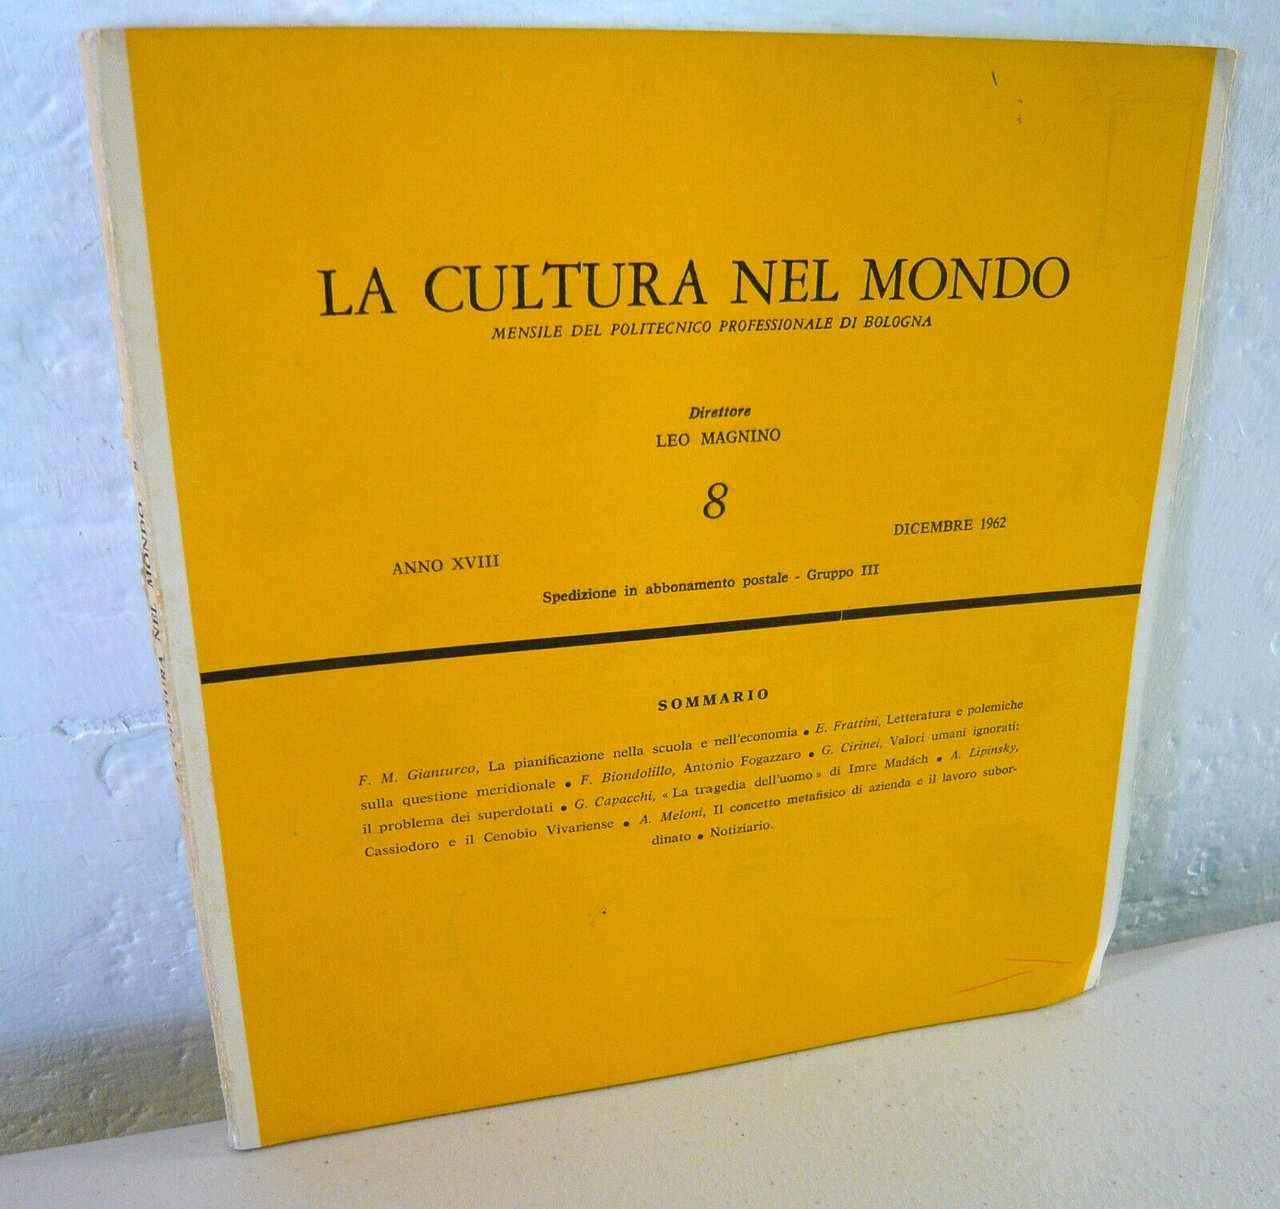 LA CULTURA NEL MONDO
MENSILE DEL POLITECNICO PROFESSIONALE DI BOLOGNA
Direttore
LEO MAGNINO
8
ANNO XVIII
DICEMBRE 1962
Spedizione in abbonamento postale - Gruppo III
SOMMARIO
F. M. Gianturco, La pianificazione nella scuola e nell'economia • E. Frattini, Letteratura e polemiche
sulla questione meridionale • F. Biondolillo, Antonio Fogazzaro • G. Cirinei, Valori umani ignorati:
il problema dei superdotati • G. Capacchi, « La tragedia dell'uomo » di Imre Madách • A. Lipinsky,
Cassiodoro e il Cenobio Vivariense • A. Meloni, Il concetto metafisico di azienda e il lavoro subor-
dinato • Notiziario.
NEL MONDO 8